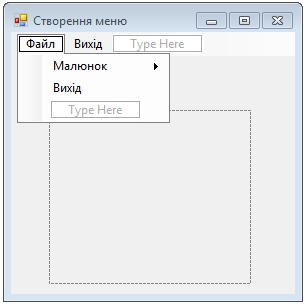 Створення меню
Файл Вихід Type Here
Малюнок
Вихід
Type Here